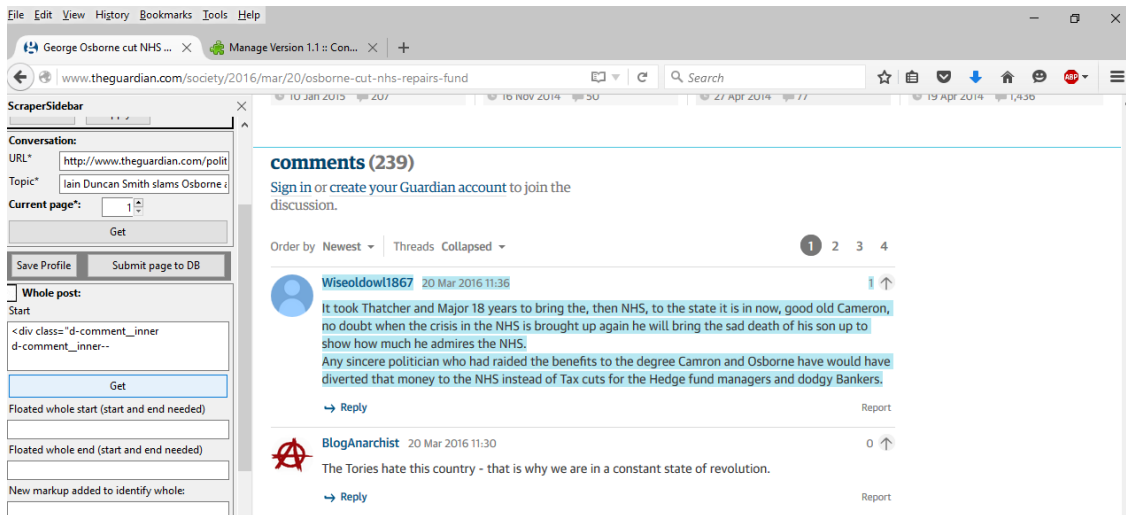 File Edit View History Bookmarks Tools Help
George Osborne cut NHS ... × Manage Version 1.1 :: Con... × +
www.theguardian.com/society/2016/mar/20/osborne-cut-nhs-repairs-fund Search ABP
ScraperSidebar ×
10 Jan 2015 207 16 Nov 2014 50 27 Apr 2014 77 19 Apr 2014 1,436
Conversation:
URL* http://www.theguardian.com/polit
Topic* Iain Duncan Smith slams Osborne a
Current page*: 1
Get
Save Profile Submit page to DB
Whole post:
Start
<div class="d-comment__inner
d-comment__inner--
Get
Floated whole start (start and end needed)
Floated whole end (start and end needed)
New markup added to identify whole:
comments (239)
Sign in or create your Guardian account to join the
discussion.
Order by Newest Threads Collapsed 1 2 3 4
Wiseoldowl1867 20 Mar 2016 11:36 1
It took Thatcher and Major 18 years to bring the, then NHS, to the state it is in now, good old Cameron,
no doubt when the crisis in the NHS is brought up again he will bring the sad death of his son up to
show how much he admires the NHS.
Any sincere politician who had raided the benefits to the degree Camron and Osborne have would have
diverted that money to the NHS instead of Tax cuts for the Hedge fund managers and dodgy Bankers.
Reply Report
BlogAnarchist 20 Mar 2016 11:30 0
The Tories hate this country - that is why we are in a constant state of revolution.
Reply Report